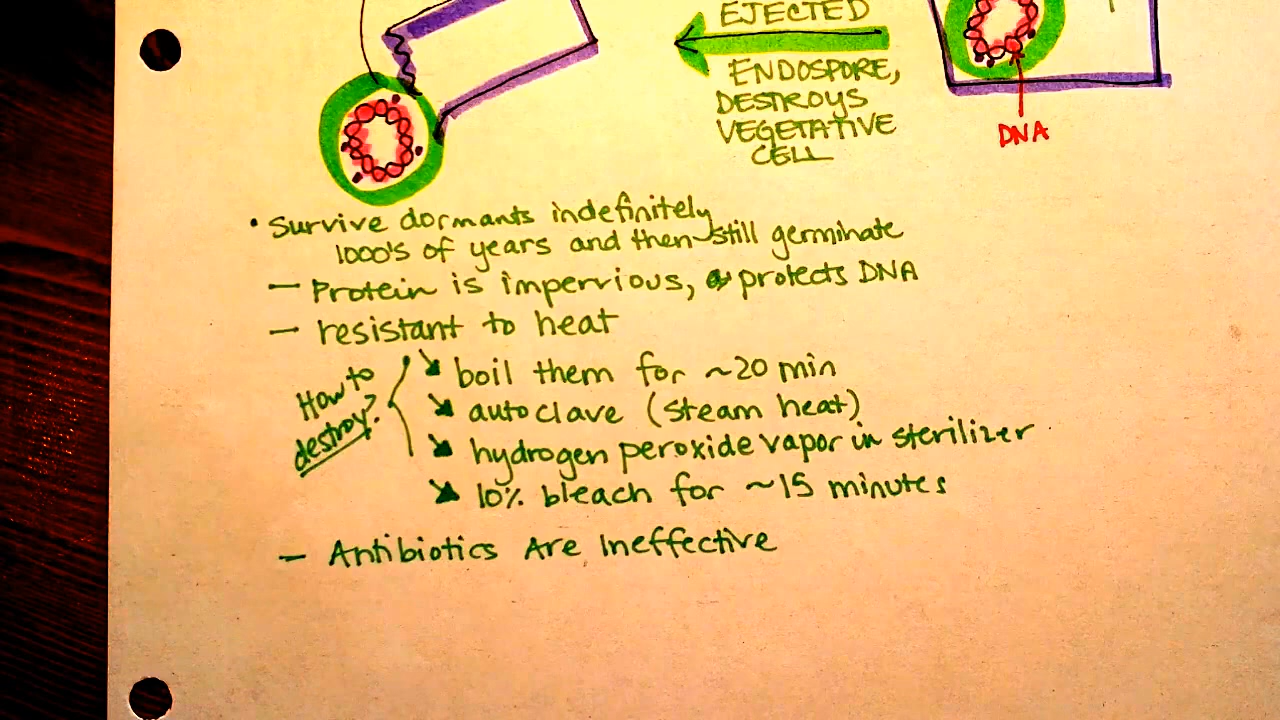 EJECTED
ENDOSPORE,
DESTROYS
VEGETATIVE
CELL
DNA
• Survive dormants indefinitely
1000's of years and then still germinate
— Protein is impervious, protects DNA
— resistant to heat
How to
destroy?
boil them for ~20 min
autoclave (steam heat)
hydrogen peroxide vapor in sterilizer
10% bleach for ~15 minutes
— Antibiotics Are Ineffective